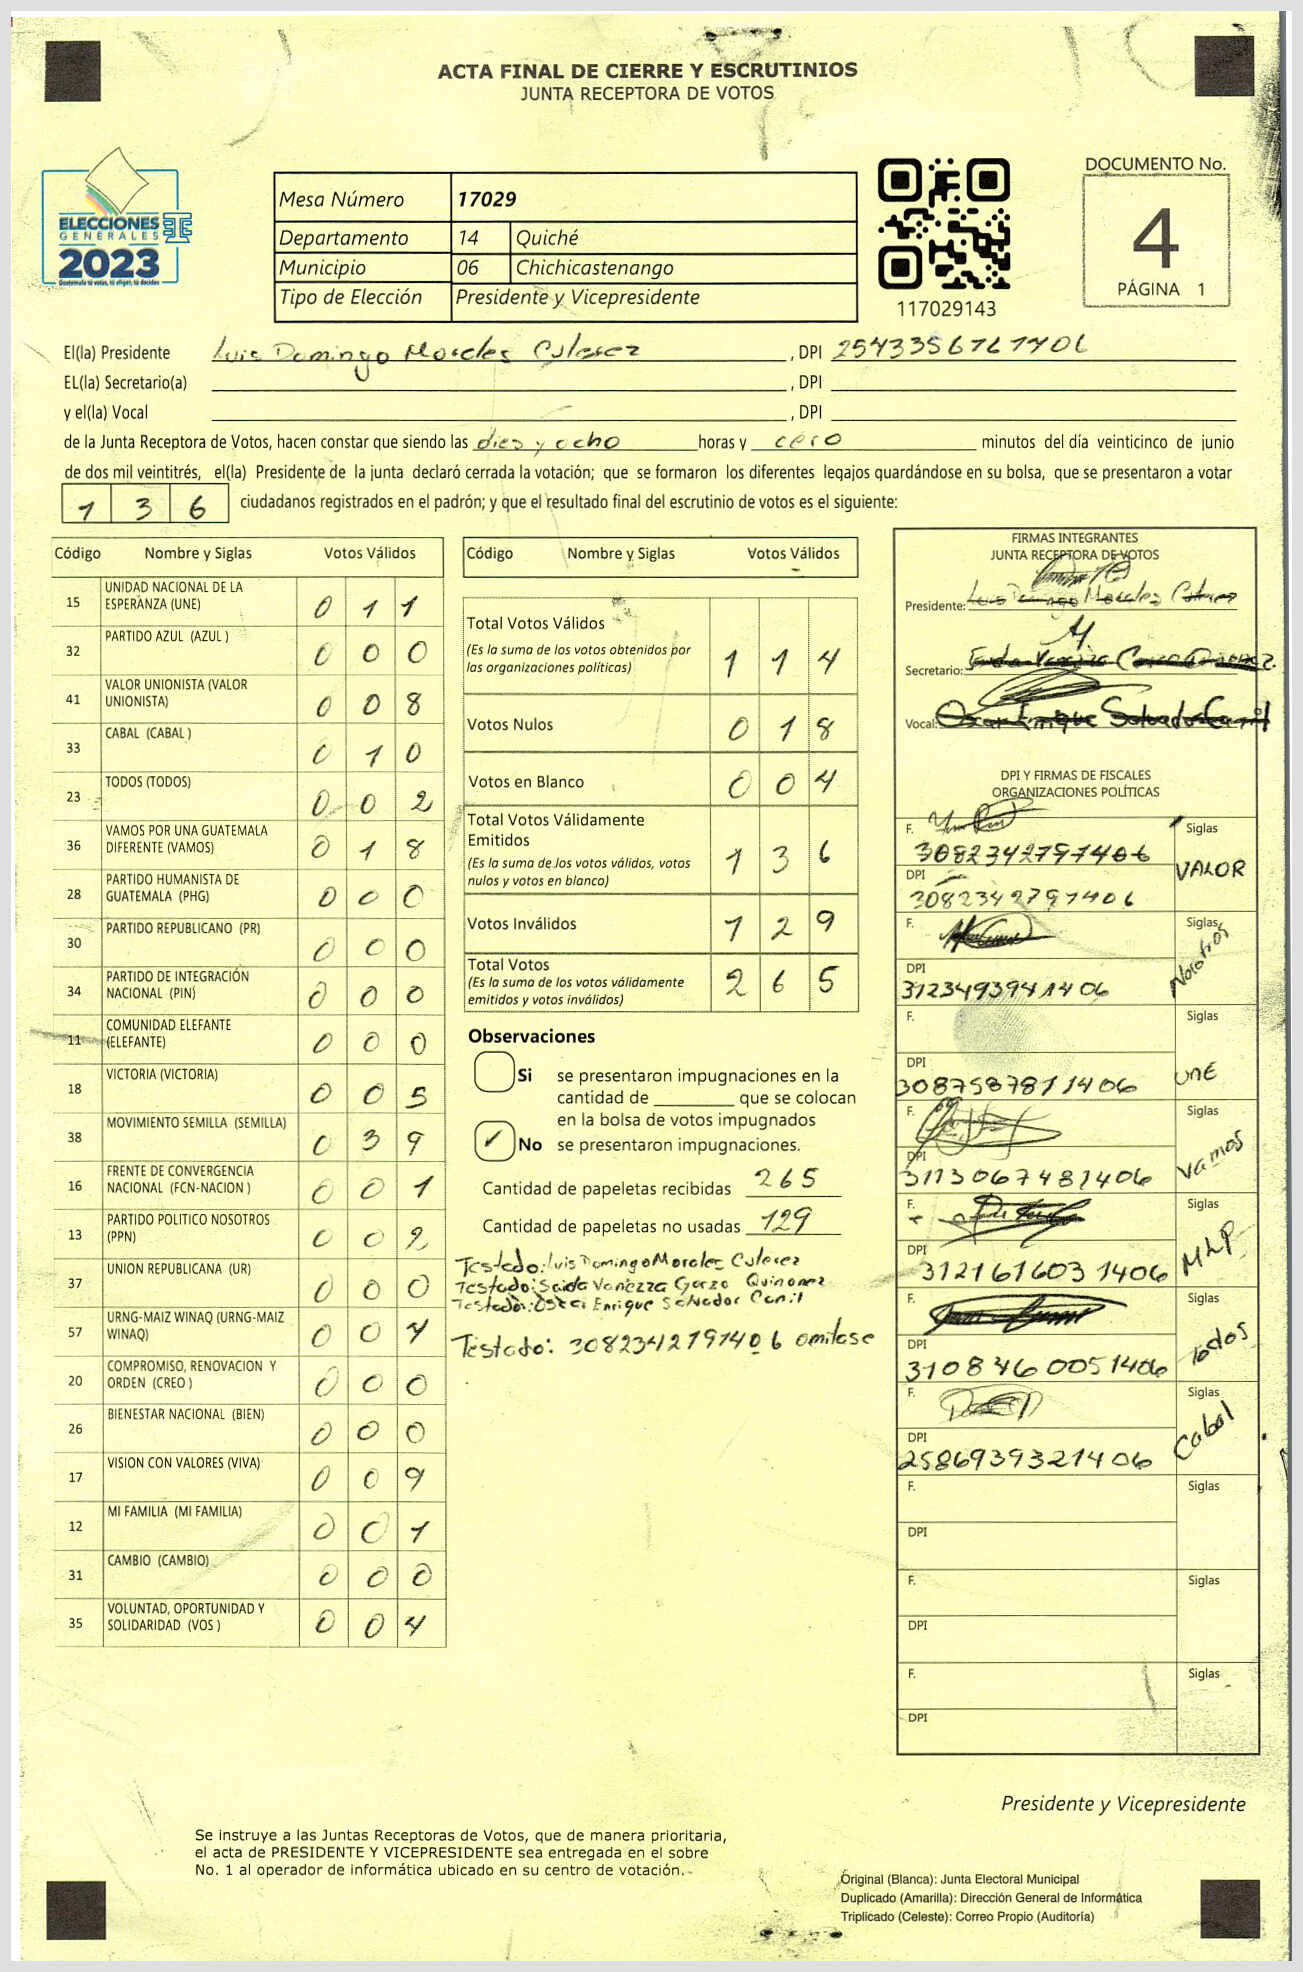 ACTA FINAL DE CIERRE Y ESCRUTINIOS
JUNTA RECEPTORA DE VOTOS
ELECCIONES
GENERALES
2023
Guatemala tú votas, tú eliges, tú decides
Mesa Número 17029
Departamento 14 Quiché
Municipio 06 Chichicastenango
Tipo de Elección Presidente y Vicepresidente
117029143
DOCUMENTO No.
4
PÁGINA 1
El(la) Presidente Luis Domingo Morales , DPI 2543356761406
EL(la) Secretario(a) , DPI
y el(la) Vocal , DPI
de la Junta Receptora de Votos, hacen constar que siendo las dies y ocho horas y cero minutos del día veinticinco de junio
de dos mil veintitrés, el(la) Presidente de la junta declaró cerrada la votación; que se formaron los diferentes legajos guardándose en su bolsa, que se presentaron a votar
1 3 6 ciudadanos registrados en el padrón; y que el resultado final del escrutinio de votos es el siguiente:
Código Nombre y Siglas Votos Válidos
15 UNIDAD NACIONAL DE LA ESPERANZA (UNE) 0 1 1
32 PARTIDO AZUL (AZUL ) 0 0 0
41 VALOR UNIONISTA (VALOR UNIONISTA) 0 0 8
33 CABAL (CABAL ) 0 1 0
23 TODOS (TODOS) 0 0 2
36 VAMOS POR UNA GUATEMALA DIFERENTE (VAMOS) 0 1 8
28 PARTIDO HUMANISTA DE GUATEMALA (PHG) 0 0 0
30 PARTIDO REPUBLICANO (PR) 0 0 0
34 PARTIDO DE INTEGRACIÓN NACIONAL (PIN) 0 0 0
11 COMUNIDAD ELEFANTE (ELEFANTE) 0 0 0
18 VICTORIA (VICTORIA) 0 0 5
38 MOVIMIENTO SEMILLA (SEMILLA) 0 3 9
16 FRENTE DE CONVERGENCIA NACIONAL (FCN-NACION ) 0 0 1
13 PARTIDO POLITICO NOSOTROS (PPN) 0 0 2
37 UNION REPUBLICANA (UR) 0 0 0
57 URNG-MAIZ WINAQ (URNG-MAIZ WINAQ) 0 0 4
20 COMPROMISO, RENOVACION Y ORDEN (CREO ) 0 0 0
26 BIENESTAR NACIONAL (BIEN) 0 0 0
17 VISION CON VALORES (VIVA) 0 0 9
12 MI FAMILIA (MI FAMILIA) 0 0 1
31 CAMBIO (CAMBIO) 0 0 0
35 VOLUNTAD, OPORTUNIDAD Y SOLIDARIDAD (VOS ) 0 0 4
Código Nombre y Siglas Votos Válidos
Total Votos Válidos 1 1 4
(Es la suma de los votos obtenidos por
las organizaciones políticas)
Votos Nulos 0 1 8
Votos en Blanco 0 0 4
Total Votos Válidamente
Emitidos 1 3 6
(Es la suma de los votos válidos, votos
nulos y votos en blanco)
Votos Inválidos 1 2 9
Total Votos 2 6 5
(Es la suma de los votos válidamente
emitidos y votos inválidos)
Observaciones
Si se presentaron impugnaciones en la
cantidad de ________ que se colocan
en la bolsa de votos impugnados
✓ No se presentaron impugnaciones.
Cantidad de papeletas recibidas 265
Cantidad de papeletas no usadas 129
Testado: Luis Domingo Morales
Testado: Quinonez
Testado: Enrique Salvador Canil
Testado: 3082342797406 omitase
FIRMAS INTEGRANTES
JUNTA RECEPTORA DE VOTOS
Presidente: Luis Domingo Morales
Secretario:
Vocal: Oscar Enrique Salvador Canil
DPI Y FIRMAS DE FISCALES
ORGANIZACIONES POLÍTICAS
F. 3082342797406 Siglas
DPI 3082342791406 VALOR
F. Siglas
DPI 3123493941406 Nosotros
F. Siglas
DPI 3087587811406 UNE
F. Siglas
DPI 3113067481406 Vamos
F. Siglas
DPI 3121616031406 MLP
F. Siglas
DPI 3108460051406 Todos
F. Siglas
DPI 2586939321406 Cabal
F. Siglas
DPI
F. Siglas
DPI
F. Siglas
DPI
Presidente y Vicepresidente
Se instruye a las Juntas Receptoras de Votos, que de manera prioritaria,
el acta de PRESIDENTE Y VICEPRESIDENTE sea entregada en el sobre
No. 1 al operador de informática ubicado en su centro de votación.
Original (Blanca): Junta Electoral Municipal
Duplicado (Amarilla): Dirección General de Informática
Triplicado (Celeste): Correo Propio (Auditoría)